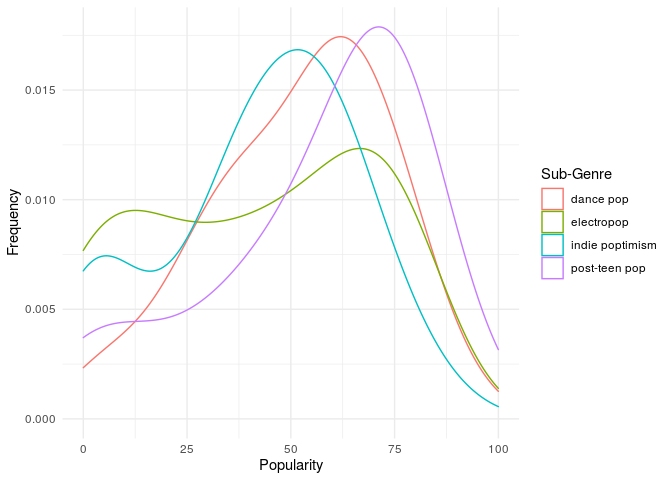 0.015
0.010
0.005
0.000
Frequency
0
25
50
75
100
Popularity
Sub-Genre
dance pop
electropop
indie poptimism
post-teen pop